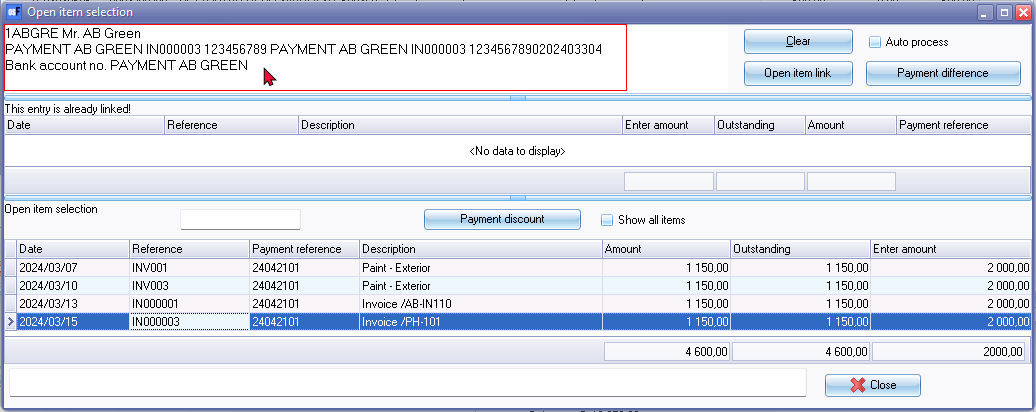 Open item selection
1ABGRE Mr. AB Green
PAYMENT AB GREEN IN000003 123456789 PAYMENT AB GREEN IN000003 1234567890202403304
Bank account no. PAYMENT AB GREEN
Clear
Auto process
Open item link
Payment difference
This entry is already linked!
Date Reference Description Enter amount Outstanding Amount Payment reference
<No data to display>
Open item selection
Payment discount
Show all items
Date Reference Payment reference Description Amount Outstanding Enter amount
2024/03/07 INV001 24042101 Paint - Exterior 1 150,00 1 150,00 2 000,00
2024/03/10 INV003 24042101 Paint - Exterior 1 150,00 1 150,00 2 000,00
2024/03/13 IN000001 24042101 Invoice /AB-IN110 1 150,00 1 150,00 2 000,00
2024/03/15 IN000003 24042101 Invoice /PH-101 1 150,00 1 150,00 2 000,00
4 600,00 4 600,00 2000,00
Close